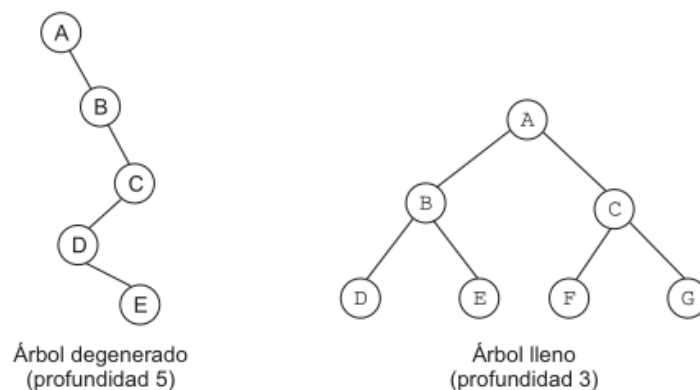 A
B
C
D
E
Árbol degenerado
(profundidad 5)
A
B C
D E F G
Árbol lleno
(profundidad 3)